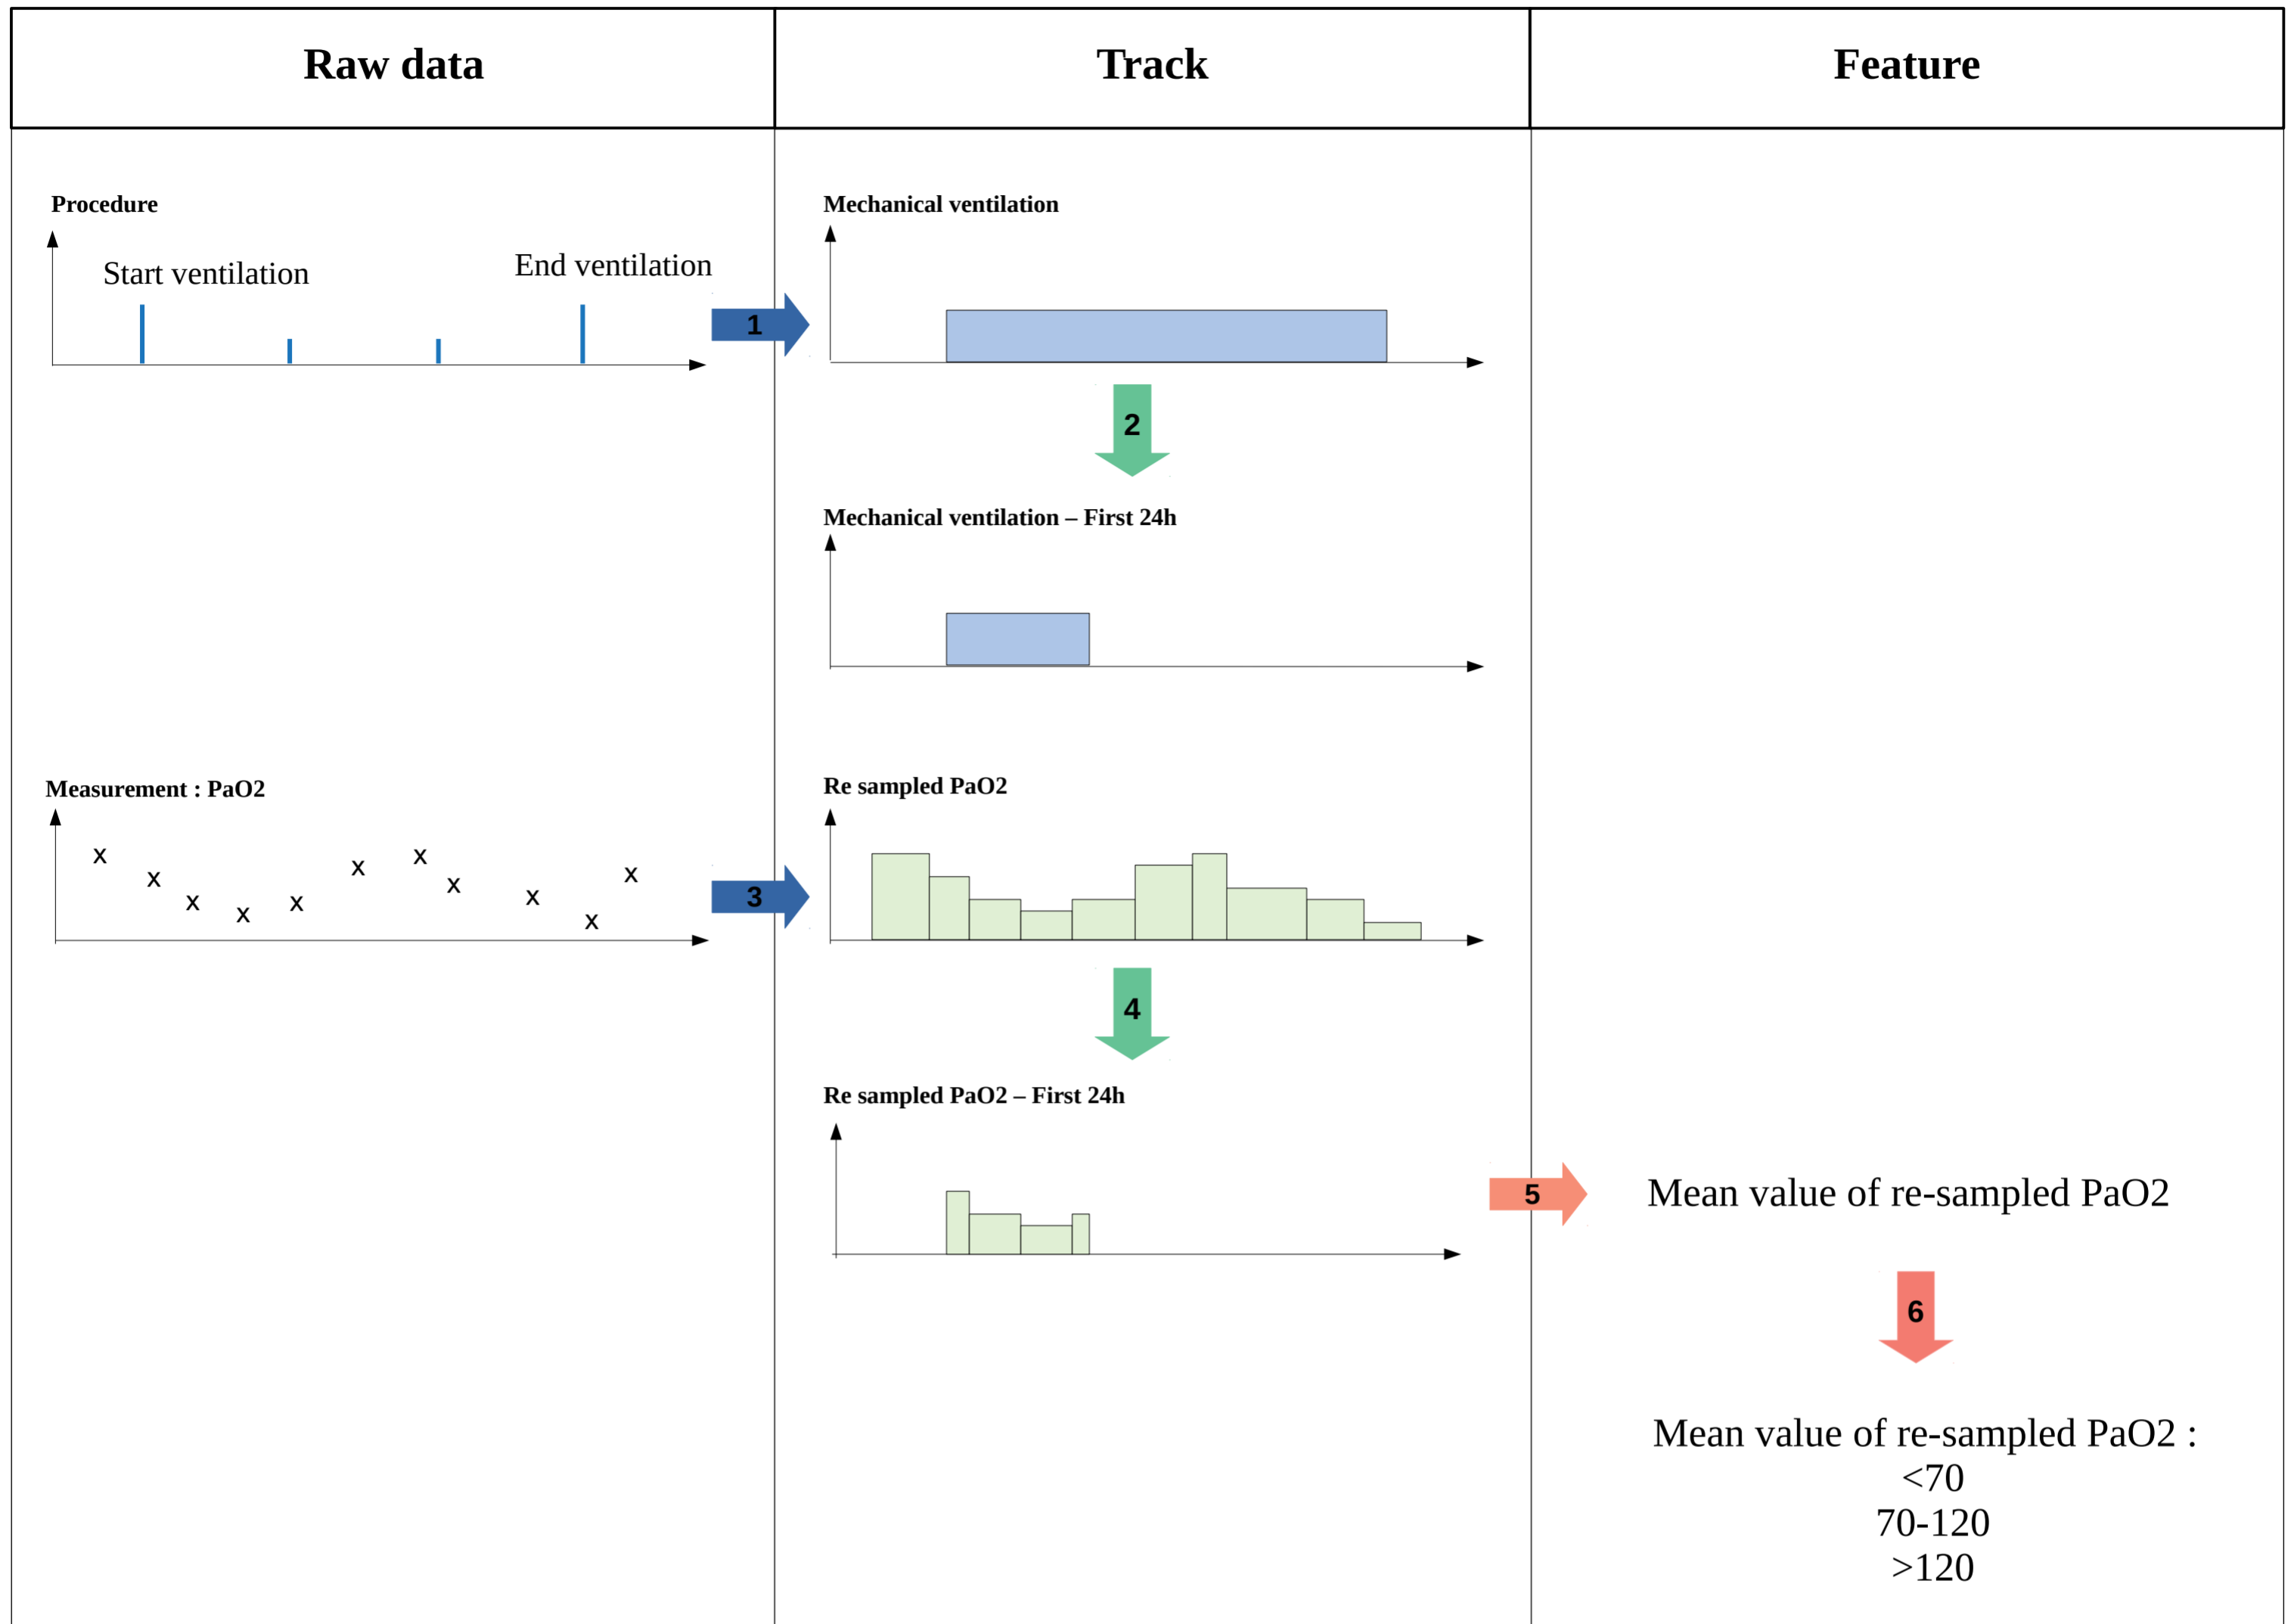 Raw data
Track
Feature
Procedure
Start ventilation
End ventilation
1
Mechanical ventilation
2
Mechanical ventilation – First 24h
Measurement : PaO2
x x x x x x x x x x x
3
Re sampled PaO2
4
Re sampled PaO2 – First 24h
5
Mean value of re-sampled PaO2
6
Mean value of re-sampled PaO2 :
<70
70-120
>120